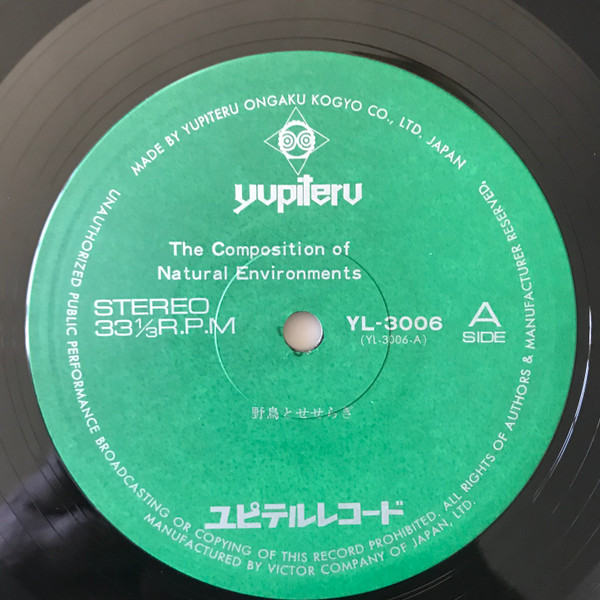 MADE BY YUPITERU ONGAKU KOGYO CO., LTD. JAPAN
yupiteru
The Composition of
Natural Environments
STEREO
33 1/3 R.P.M
YL-3006
(YL-3006-A)
A
SIDE
野鳥とせせらぎ
ユピテルレコード
UNAUTHORIZED PUBLIC PERFORMANCE BROADCASTING OR COPYING OF THIS RECORD PROHIBITED. ALL RIGHTS OF AUTHORS & MANUFACTURER RESERVED.
MANUFACTURED BY VICTOR COMPANY OF JAPAN, LTD.